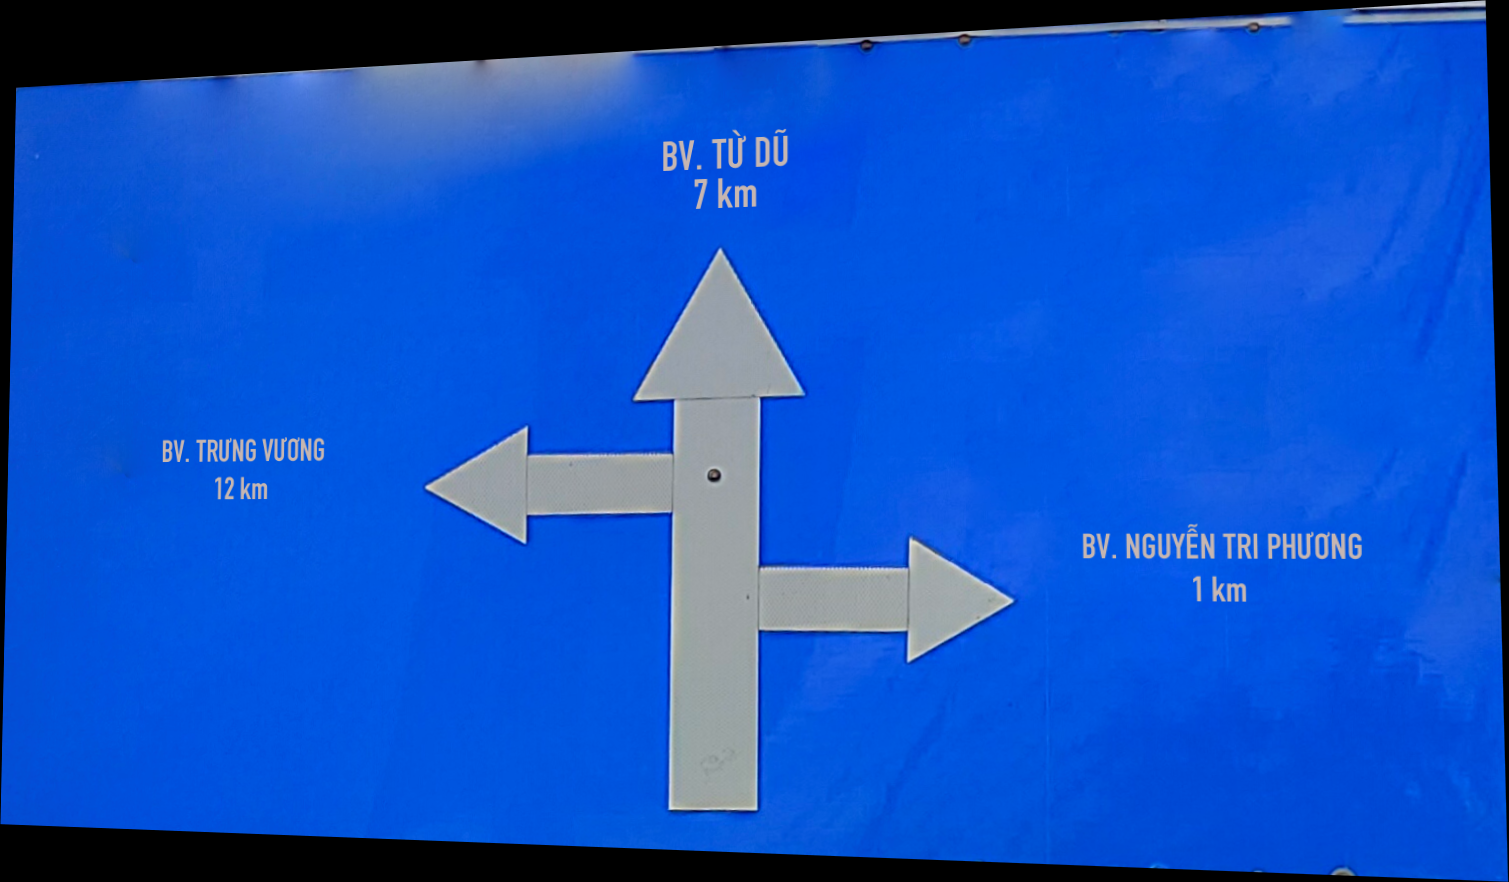 BV. TỪ DŨ
7 km
BV. TRƯNG VƯƠNG
12 km
BV. NGUYỄN TRI PHƯƠNG
1 km